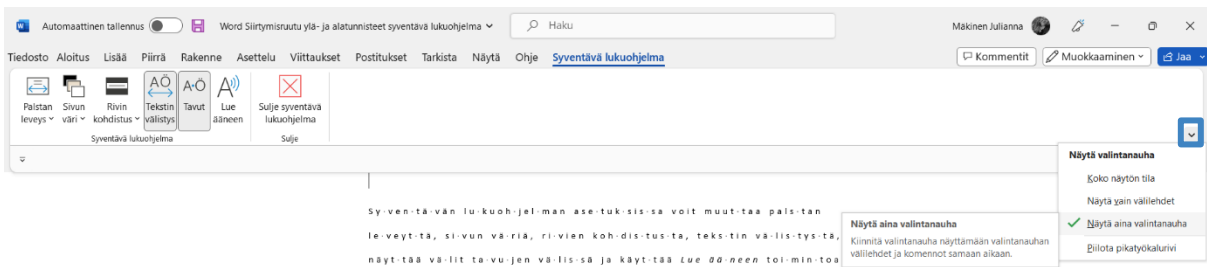 Automaattinen tallennus Word Siirtymisruutu ylä- ja alatunnisteet syventävä lukuohjelma Haku Mäkinen Julianna
Tiedosto Aloitus Lisää Piirrä Rakenne Asettelu Viittaukset Postitukset Tarkista Näytä Ohje Syventävä lukuohjelma Kommentit Muokkaaminen Jaa
Palstan leveys
Sivun väri
Rivin kohdistus
Tekstin välistys
Tavut
Lue ääneen
Sulje syventävä lukuohjelma
Syventävä lukuohjelma Sulje
Näytä valintanauha
Koko näytön tila
Näytä vain välilehdet
Näytä aina valintanauha
Piilota pikatyökalurivi
Näytä aina valintanauha
Kiinnitä valintanauha näyttämään valintanauhan
välilehdet ja komennot samaan aikaan.
Sy·ven·tä·vän lu·kuoh·jel·man ase·tuk·sis·sa voit muut·taa pals·tan
le·veyt·tä, si·vun vä·riä, ri·vien koh·dis·tus·ta, teks·tin vä·lis·tys·tä,
näyt·tää vä·lit ta·vu·jen vä·lis·sä ja käyt·tää Lue ää·neen toi·min·toa